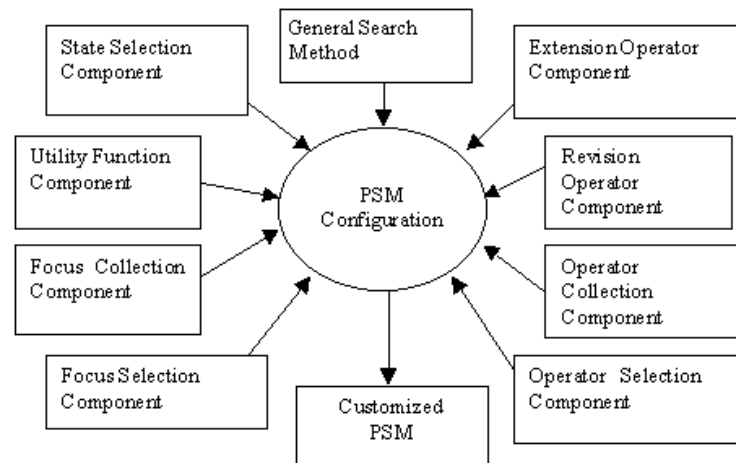 General Search
Method
State Selection
Component
Extension Operator
Component
Utility Function
Component
PSM
Configuration
Revision
Operator
Component
Focus Collection
Component
Operator
Collection
Component
Focus Selection
Component
Customized
PSM
Operator Selection
Component